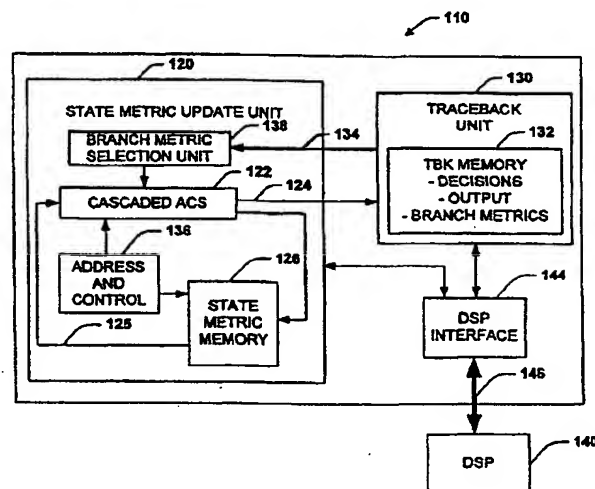 110
120
STATE METRIC UPDATE UNIT
138
BRANCH METRIC
SELECTION UNIT
134
122
124
CASCADED ACS
136
ADDRESS
AND
CONTROL
126
STATE
METRIC
MEMORY
125
130
TRACEBACK
UNIT
132
TBK MEMORY
- DECISIONS
- OUTPUT
- BRANCH METRICS
144
DSP
INTERFACE
146
140
DSP